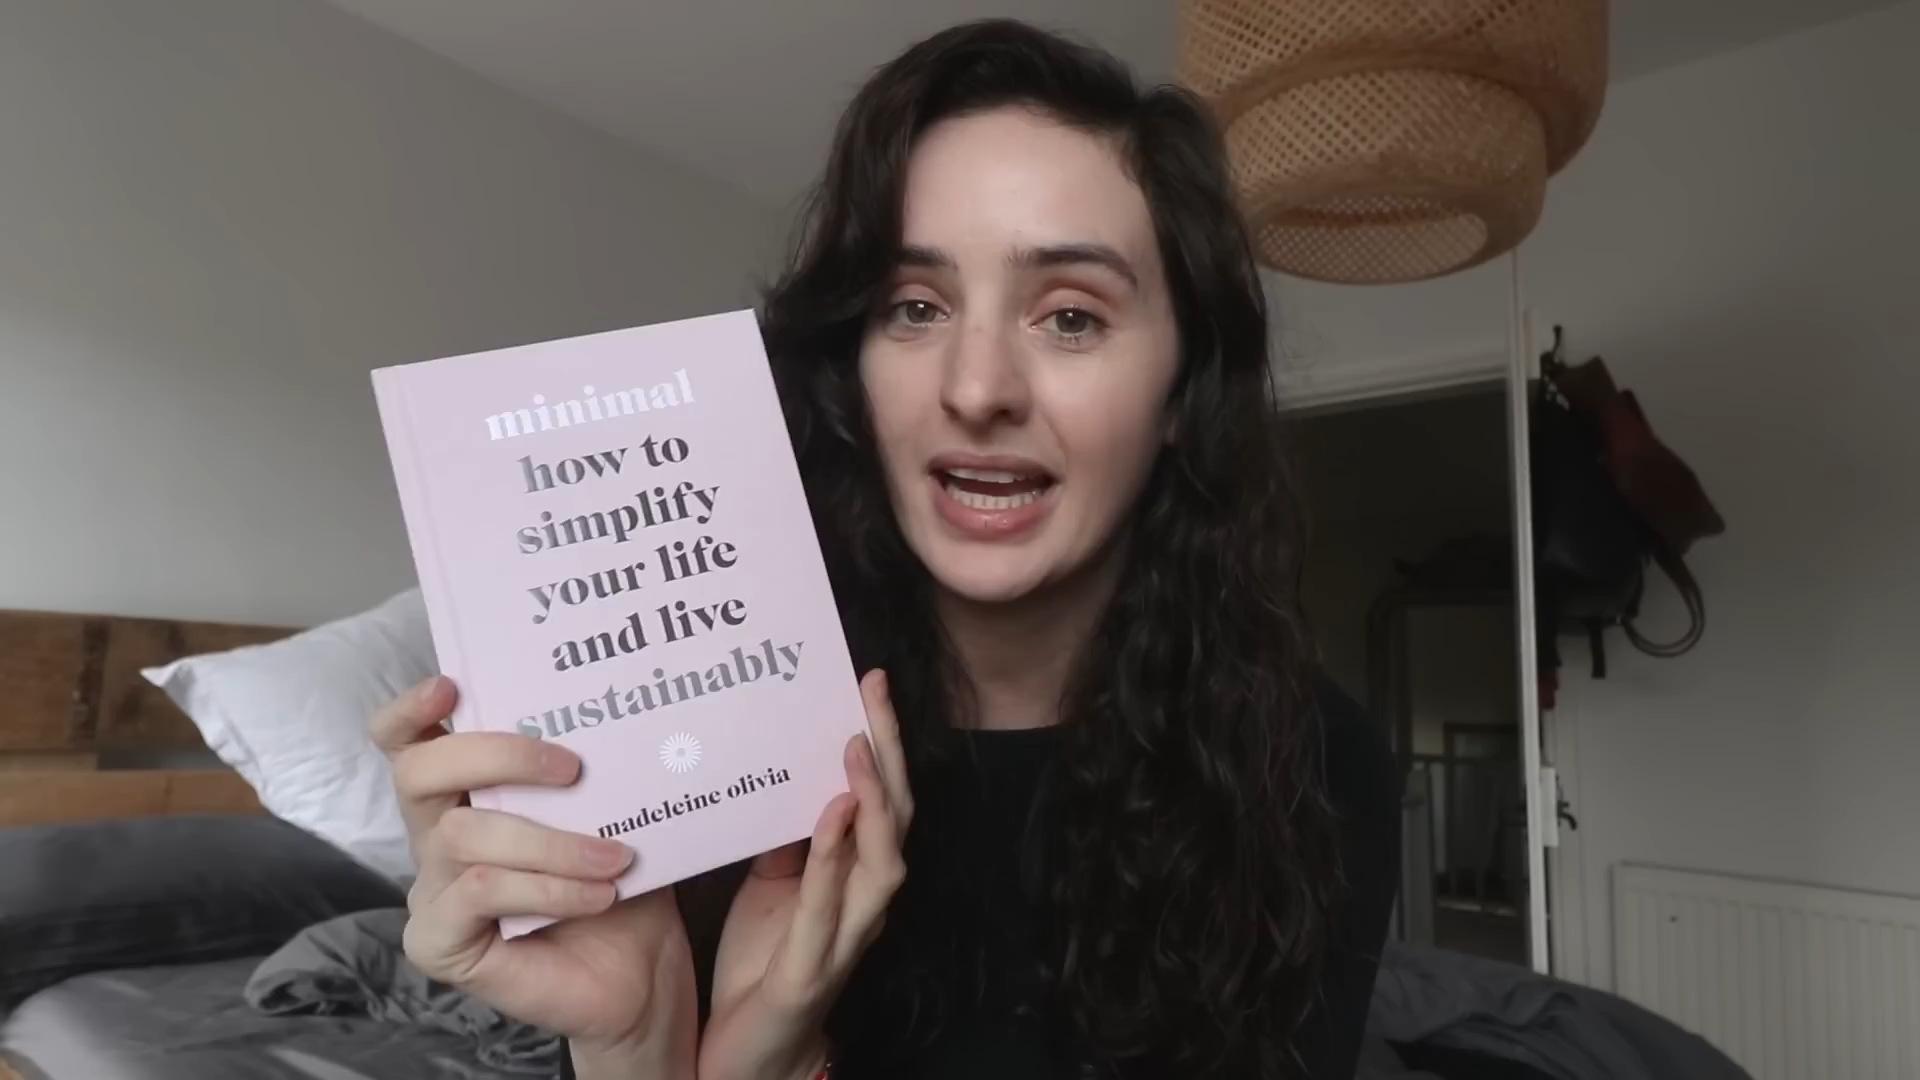 minimal
how to
simplify
your life
and live
sustainably
madeleine olivia